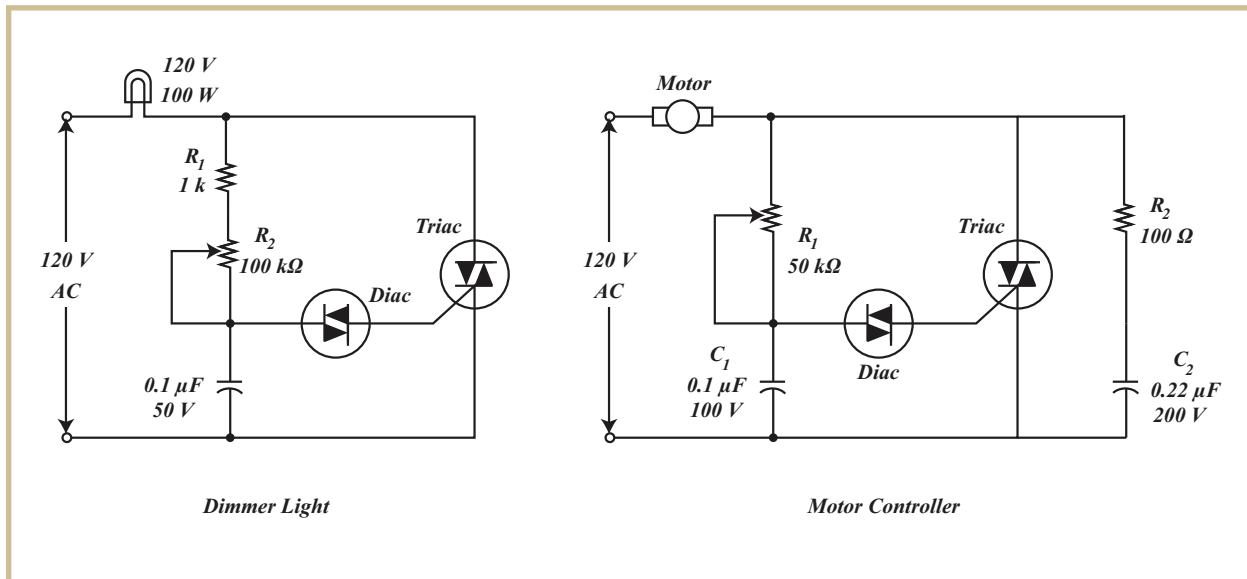 120 V
100 W
R1
1 k
R2
100 kΩ
Triac
120 V
AC
Diac
0.1 µF
50 V
Dimmer Light
Motor
R1
50 kΩ
Triac
R2
100 Ω
120 V
AC
Diac
C1
0.1 µF
100 V
C2
0.22 µF
200 V
Motor Controller